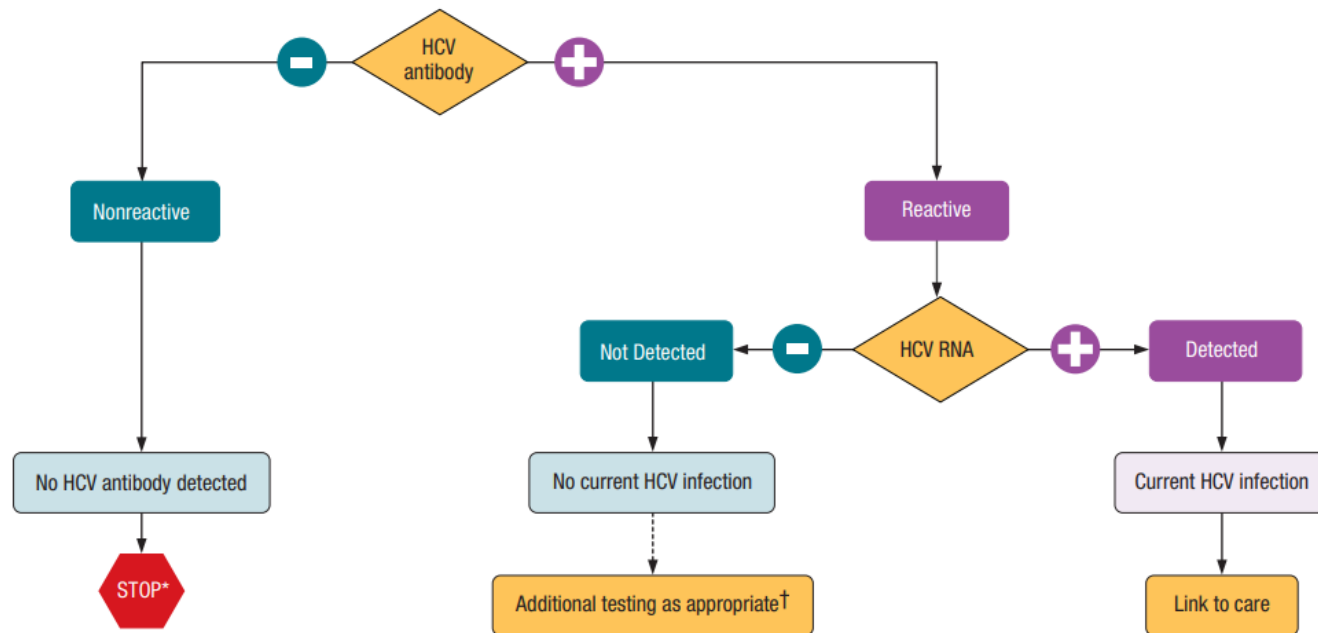 HCV
antibody
Nonreactive
Reactive
Not Detected
HCV RNA
Detected
No HCV antibody detected
No current HCV infection
Current HCV infection
STOP*
Additional testing as appropriate†
Link to care